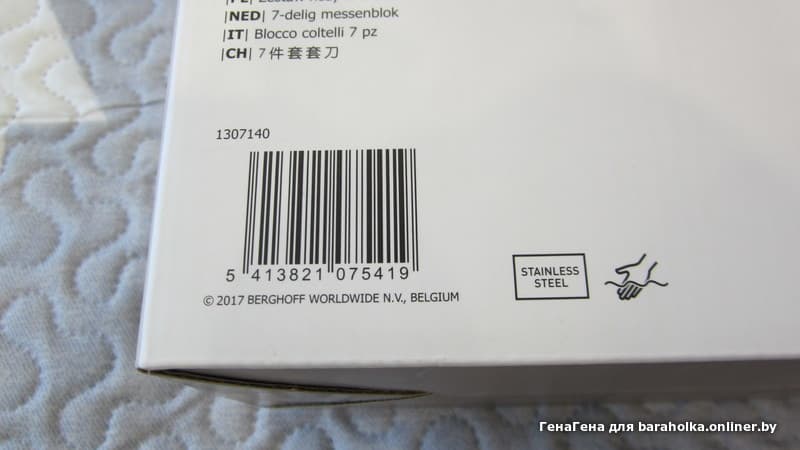 |NED| 7-delig messenblok
|IT| Blocco coltelli 7 pz
|CH| 7 件 套 套 刀
1307140
5 413821 075419
© 2017 BERGHOFF WORLDWIDE N.V., BELGIUM
STAINLESS
STEEL
ГенаГена для baraholka.onliner.by